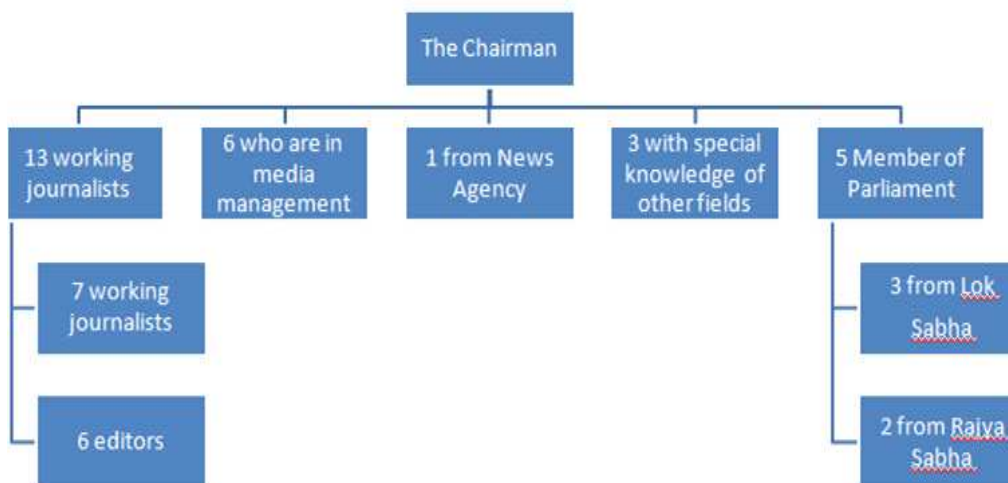 The Chairman
13 working
journalists
6 who are in
media
management
1 from News
Agency
3 with special
knowledge of
other fields
5 Member of
Parliament
7 working
journalists
6 editors
3 from Lok
Sabha
2 from Rajya
Sabha